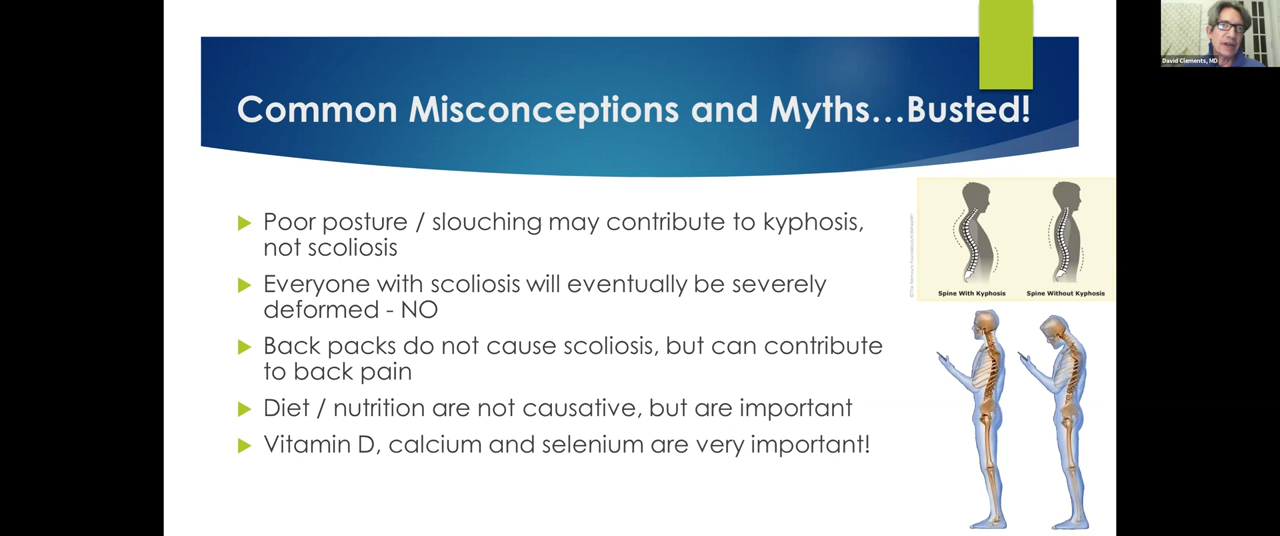 David Clements, MD
Common Misconceptions and Myths…Busted!
Poor posture / slouching may contribute to kyphosis,
not scoliosis
Everyone with scoliosis will eventually be severely
deformed - NO
Back packs do not cause scoliosis, but can contribute
to back pain
Diet / nutrition are not causative, but are important
Vitamin D, calcium and selenium are very important!
Spine With Kyphosis
Spine Without Kyphosis